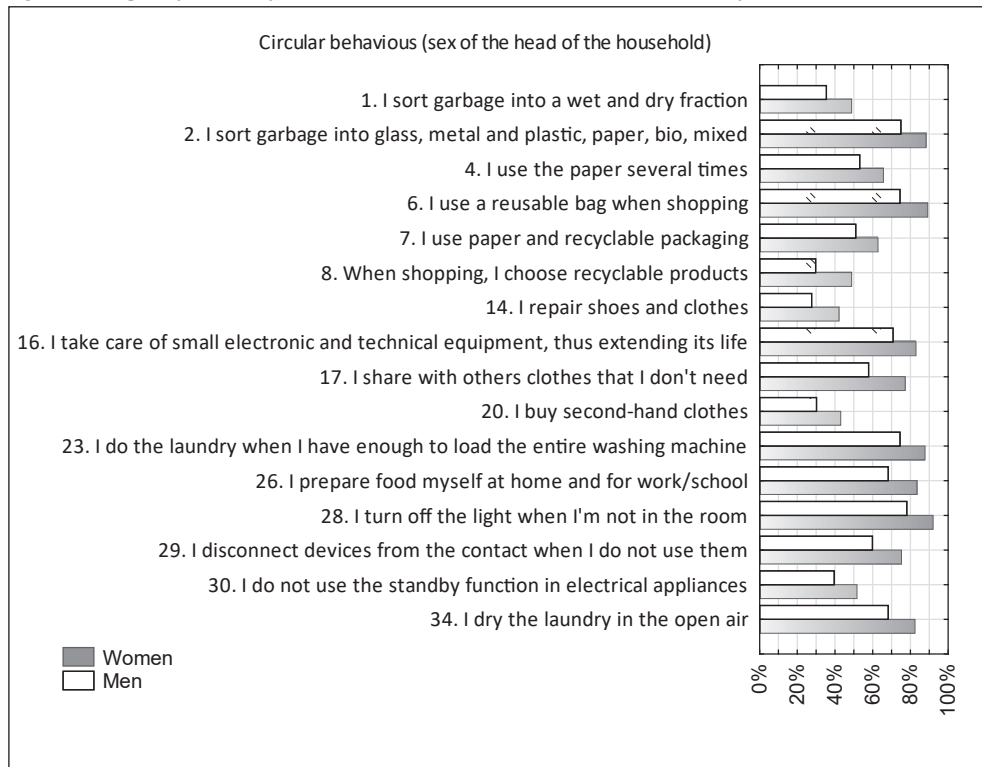 Circular behavious (sex of the head of the household)
1. I sort garbage into a wet and dry fraction
2. I sort garbage into glass, metal and plastic, paper, bio, mixed
4. I use the paper several times
6. I use a reusable bag when shopping
7. I use paper and recyclable packaging
8. When shopping, I choose recyclable products
14. I repair shoes and clothes
16. I take care of small electronic and technical equipment, thus extending its life
17. I share with others clothes that I don't need
20. I buy second-hand clothes
23. I do the laundry when I have enough to load the entire washing machine
26. I prepare food myself at home and for work/school
28. I turn off the light when I'm not in the room
29. I disconnect devices from the contact when I do not use them
30. I do not use the standby function in electrical appliances
34. I dry the laundry in the open air
Women
Men
0%
20%
40%
60%
80%
100%